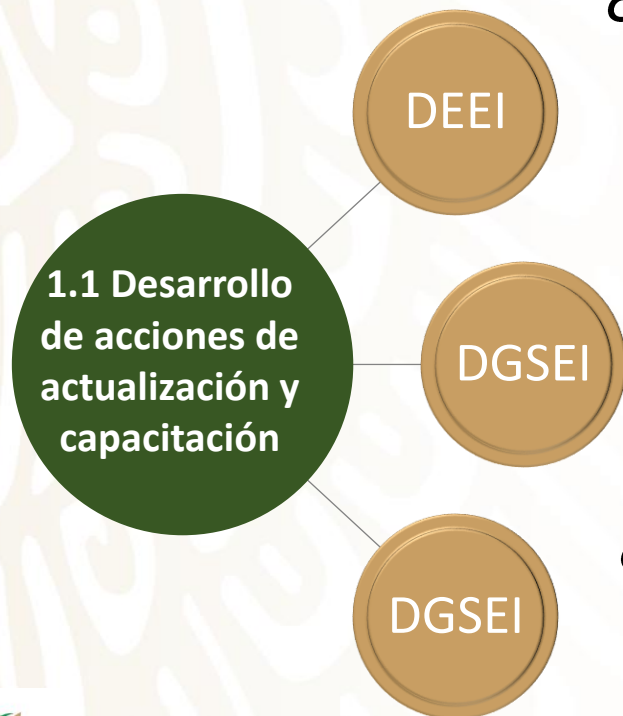 DEEI
1.1 Desarrollo
de acciones de
actualización y
capacitación
DGSEI
DGSEI